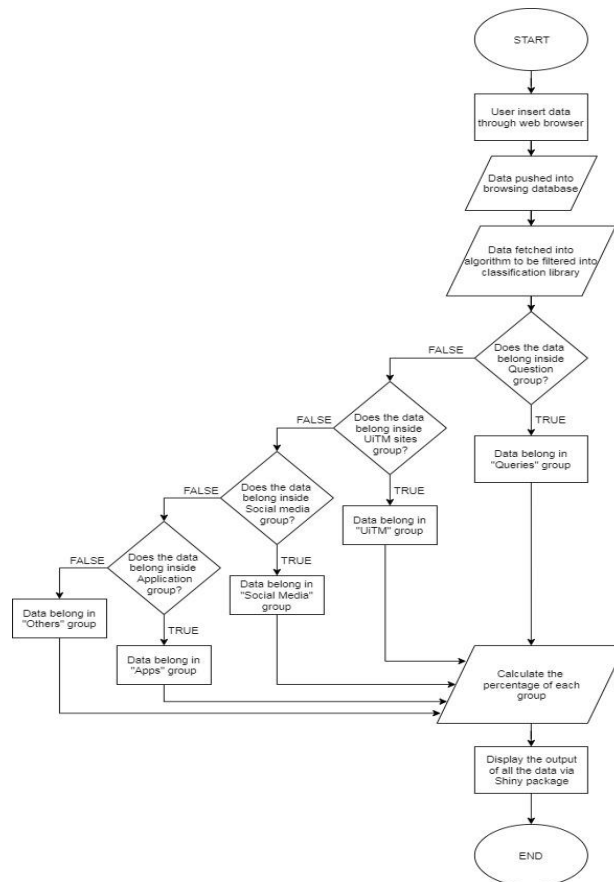 START
User insert data
through web browser
Data pushed into
browsing database
Data fetched into
algorithm to be filtered into
classification library
Does the data
belong inside
Question
group?
FALSE
TRUE
Data belong in
"Queries" group
Does the data
belong inside
UiTM sites
group?
FALSE
TRUE
Data belong in
"UiTM" group
Does the data
belong inside
Social media
group?
FALSE
TRUE
Data belong in
"Social Media"
group
Does the data
belong inside
Application
group?
FALSE
TRUE
Data belong in
"Others" group
Data belong in
"Apps" group
Calculate the
percentage of each
group
Display the output
of all the data via
Shiny package
END